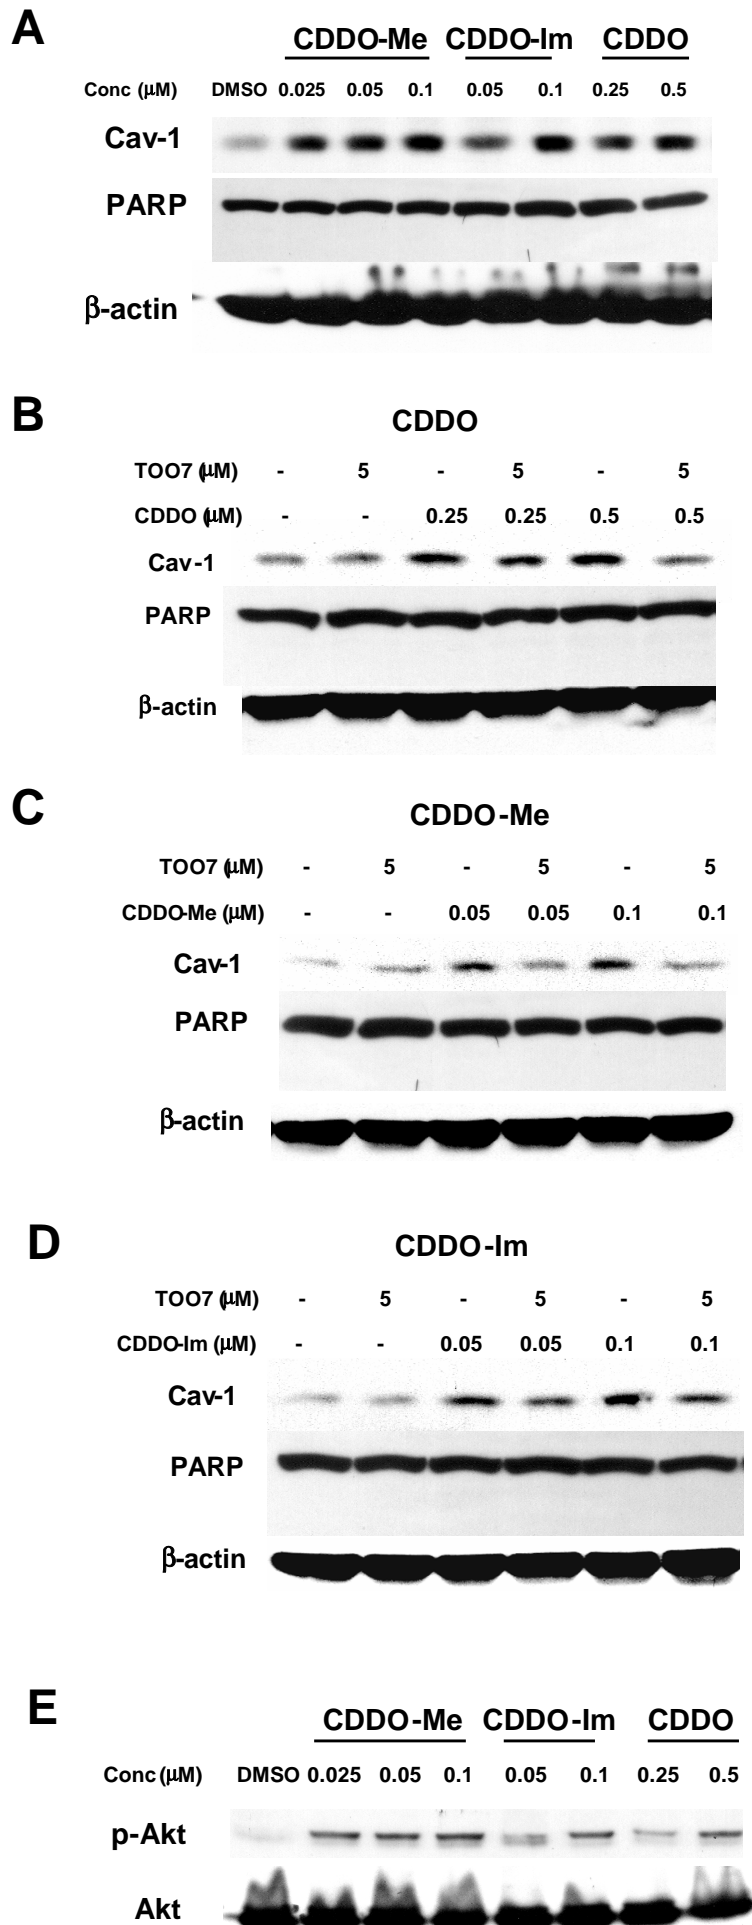 A
CDDO-Me CDDO-Im CDDO
Conc (μM) DMSO 0.025 0.05 0.1 0.05 0.1 0.25 0.5
Cav-1
PARP
β-actin
B
CDDO
TOO7 (μM) - 5 - 5 - 5
CDDO (μM) - - 0.25 0.25 0.5 0.5
Cav-1
PARP
β-actin
C
CDDO-Me
TOO7 (μM) - 5 - 5 - 5
CDDO-Me (μM) - - 0.05 0.05 0.1 0.1
Cav-1
PARP
β-actin
D
CDDO-Im
TOO7 (μM) - 5 - 5 - 5
CDDO-Im (μM) - - 0.05 0.05 0.1 0.1
Cav-1
PARP
β-actin
E
CDDO-Me CDDO-Im CDDO
Conc (μM) DMSO 0.025 0.05 0.1 0.05 0.1 0.25 0.5
p-Akt
Akt